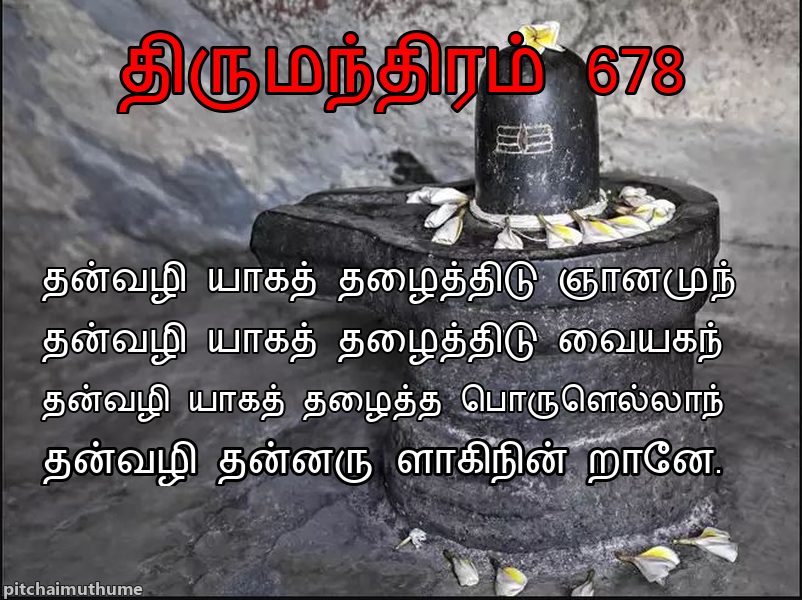 திருமந்திரம் 678
தன்வழி யாகத் தழைத்திடு ஞானமுந்
தன்வழி யாகத் தழைத்திடு வையகந்
தன்வழி யாகத் தழைத்த பொருளெல்லாந்
தன்வழி தன்னரு ளாகிநின் றானே.
pitchaimuthume